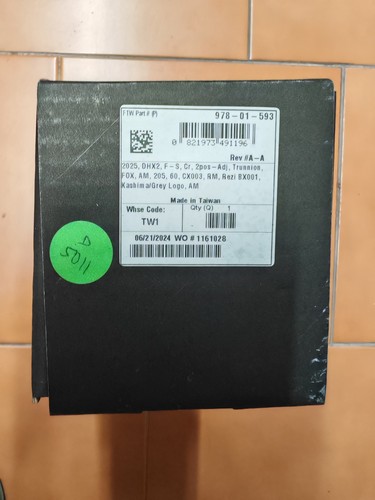 FTW-Part # (P)
978-01-593
0 821973 491196
Rev #A-A
2025, DHX2, F-S, Cr, 2pos-Adj, Trunnion,
FOX, AM, 205, 60, CX003, RM, Rezi BX001,
Kashima/Grey Logo, AM
Made in Taiwan
Whse Code:
Qty (Q) 1
TW1
06/21/2024 WO # 1161028
D
5011